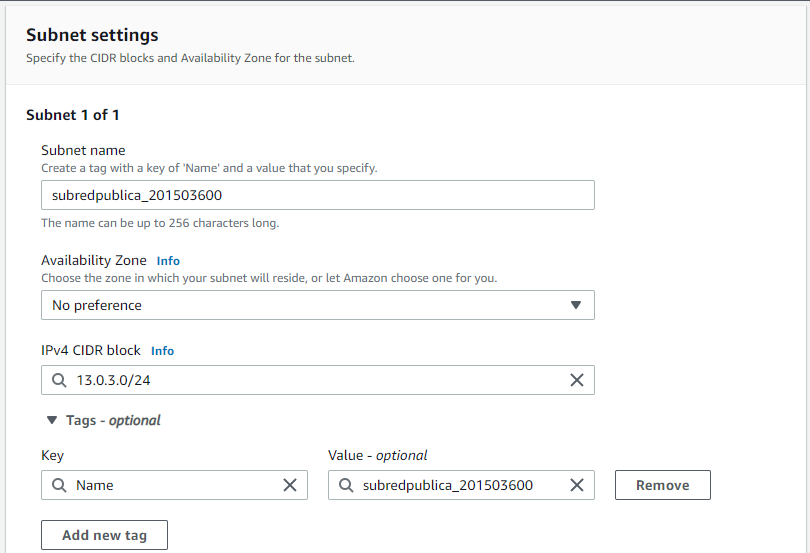 Subnet settings
Specify the CIDR blocks and Availability Zone for the subnet.
Subnet 1 of 1
Subnet name
Create a tag with a key of 'Name' and a value that you specify.
subredpublica_201503600
The name can be up to 256 characters long.
Availability Zone Info
Choose the zone in which your subnet will reside, or let Amazon choose one for you.
No preference
IPv4 CIDR block Info
13.0.3.0/24
Tags - optional
Key Value - optional
Name subredpublica_201503600 Remove
Add new tag